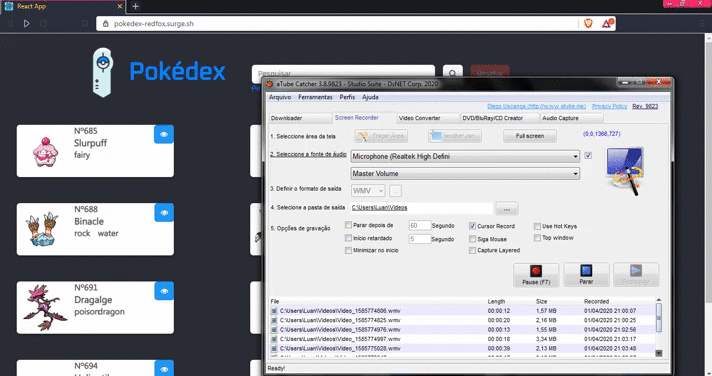 React App
pokedex-redfox.surge.sh
Pokédex
Pesquisar
Nº685
Slurpuff
fairy
Nº688
Binacle
rock water
Nº691
Dragalge
poisondragon
Nº694
aTube Catcher 3.8.9823 - Studio Suite - DsNET Corp. 2020
Arquivo Ferramentas Perfis Ajuda
Diego Uscanga (http://www.atube.me) Privacy Policy Rev. 9823
Downloader Screen Recorder Video Converter DVD/BluRay/CD Creator Audio Capture
1. Seleccione área da tela Full screen (0,0,1368,727)
2. Seleccione a fonte de áudio Microphone (Realtek High Defini
Master Volume
3. Definir o formato de saída WMV ...
4. Selecione a pasta de saída C:\Users\Luan\Videos ...
5. Opções de gravação Parar depois de 60 Segundo Cursor Record Use Hot Keys
Início retardado 5 Segundo Siga Mouse Top window
Minimizar no início Capture Layered
Pause (F7) Parar
File Length Size Recorded
C:\Users\Luan\Videos\Video_1585774806.wmv 00:00:12 1,57 MB 01/04/2020 21:00:07
C:\Users\Luan\Videos\Video_1585774825.wmv 00:00:20 2,16 MB 01/04/2020 21:00:25
C:\Users\Luan\Videos\Video_1585774976.wmv 00:00:13 1,55 MB 01/04/2020 21:02:56
C:\Users\Luan\Videos\Video_1585774997.wmv 00:00:18 3,34 MB 01/04/2020 21:03:17
C:\Users\Luan\Videos\Video_1585775028.wmv 00:00:39 2,13 MB 01/04/2020 21:03:48
Ready!